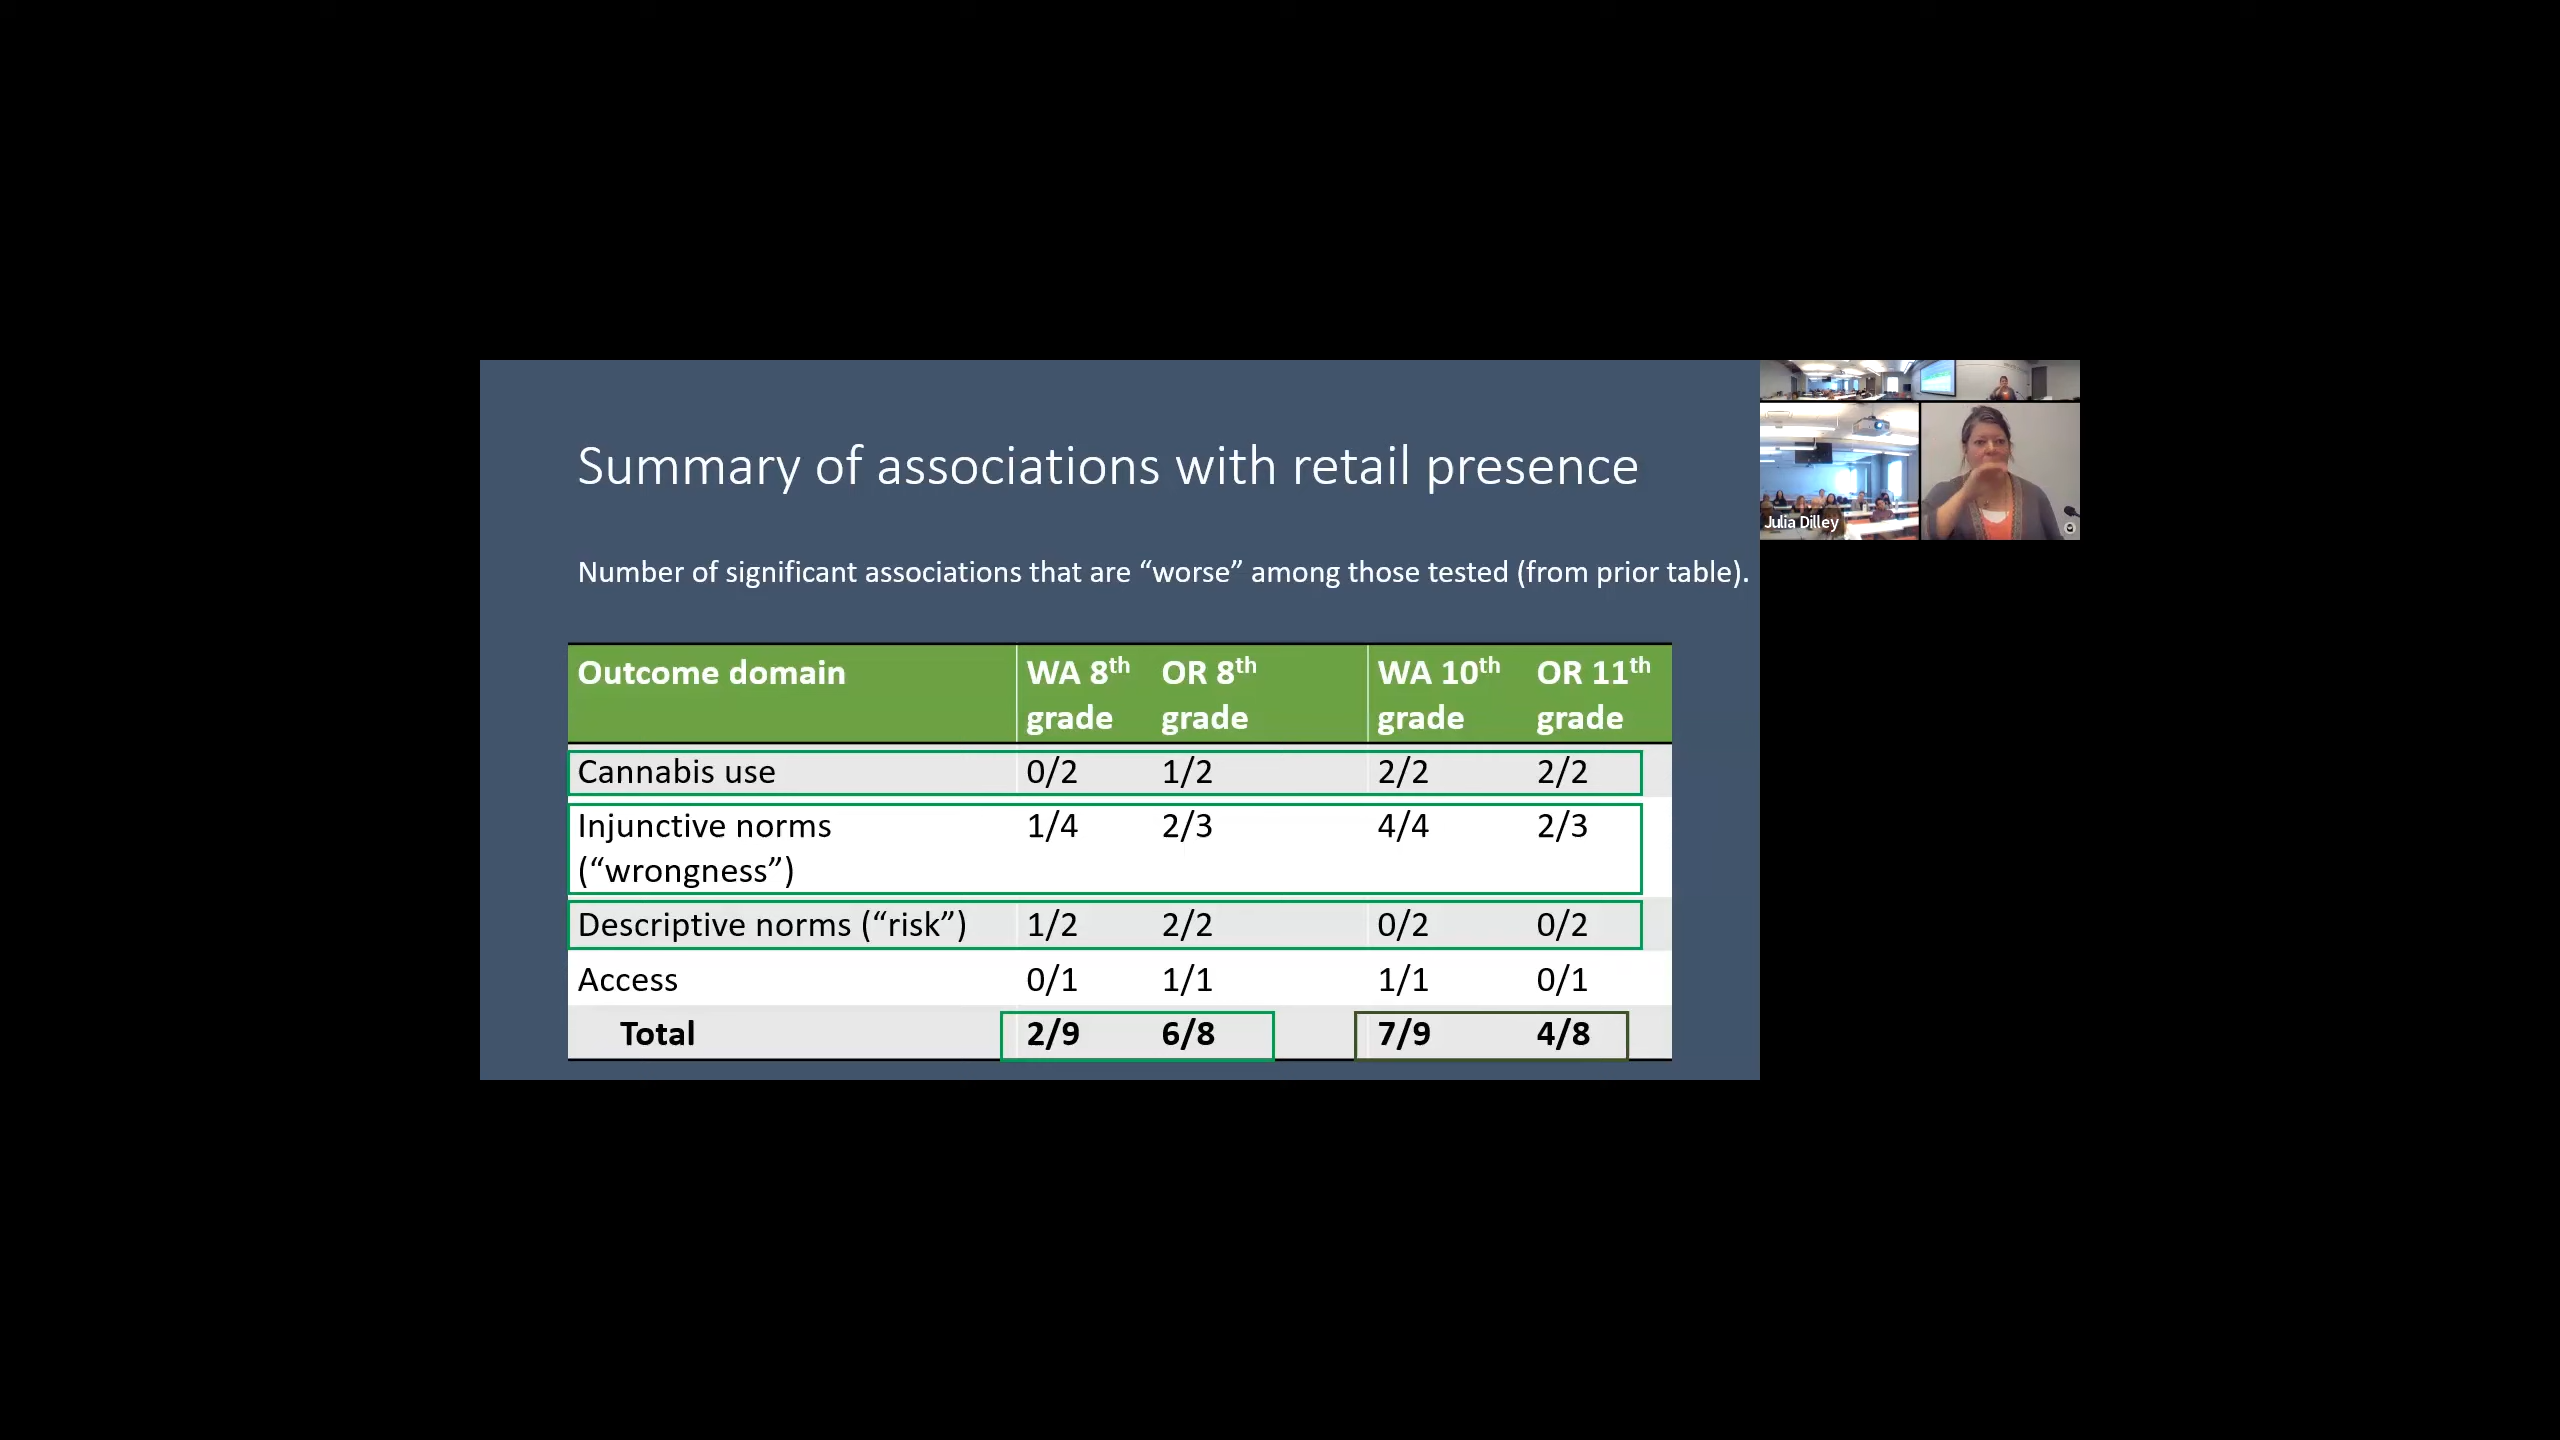 Summary of associations with retail presence
Number of significant associations that are “worse” among those tested (from prior table).
Outcome domain WA 8th grade OR 8th grade WA 10th grade OR 11th grade
Cannabis use 0/2 1/2 2/2 2/2
Injunctive norms (“wrongness”) 1/4 2/3 4/4 2/3
Descriptive norms (“risk”) 1/2 2/2 0/2 0/2
Access 0/1 1/1 1/1 0/1
Total 2/9 6/8 7/9 4/8
Julia Dilley